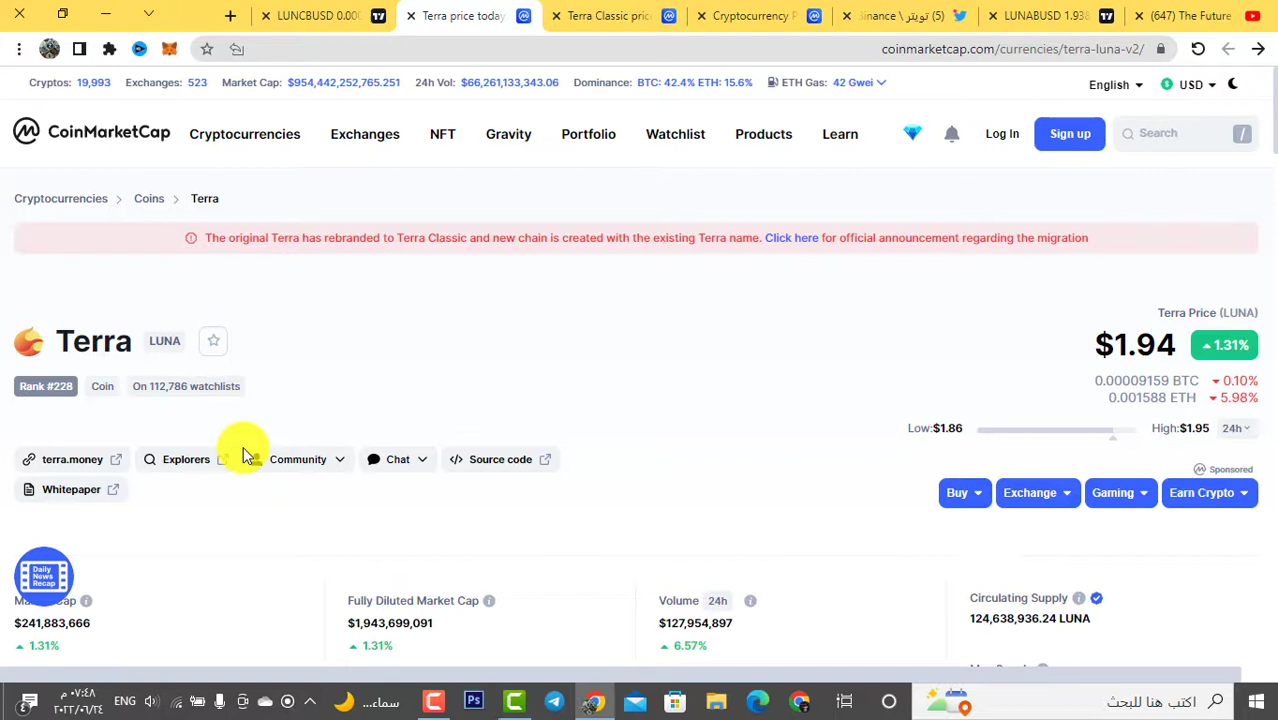 LUNCBUSD 0.000
Terra price today
Terra Classic pric
Cryptocurrency P
(5) تويتر \ Binance
LUNABUSD 1.938
(647) The Future
coinmarketcap.com/currencies/terra-luna-v2/
Cryptos: 19,993 Exchanges: 523 Market Cap: $954,442,252,765.251 24h Vol: $66,261,133,343.06 Dominance: BTC: 42.4% ETH: 15.6% ETH Gas: 42 Gwei
English USD
CoinMarketCap Cryptocurrencies Exchanges NFT Gravity Portfolio Watchlist Products Learn Log In Sign up Search /
Cryptocurrencies > Coins > Terra
The original Terra has rebranded to Terra Classic and new chain is created with the existing Terra name. Click here for official announcement regarding the migration
Terra Price (LUNA)
Terra LUNA
$1.94 1.31%
Rank #228 Coin On 112,786 watchlists
0.00009159 BTC 0.10%
0.001588 ETH 5.98%
Low:$1.86 High:$1.95 24h
terra.money Explorers Community Chat Source code
Sponsored
Whitepaper
Buy Exchange Gaming Earn Crypto
Daily
News
Recap
Fully Diluted Market Cap
Volume 24h
Circulating Supply
$241,883,666
$1,943,699,091
$127,954,897
124,638,936.24 LUNA
1.31%
1.31%
6.57%
ENG
سماء...
اكتب هنا للبحث